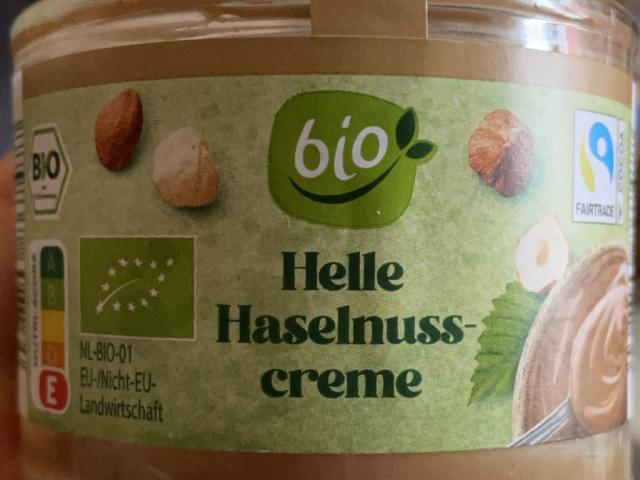 bio
BIO
FAIRTRADE
COCOA
Helle
Haselnuss-
creme
NUTRI-SCORE
A
B
D
E
NL-BIO-01
EU-/Nicht-EU-
Landwirtschaft